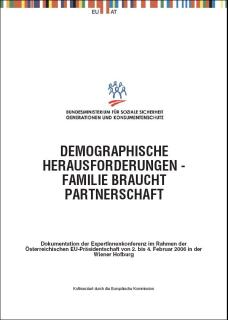 EU AT
BUNDESMINISTERIUM FÜR SOZIALE SICHERHEIT
GENERATIONEN UND KONSUMENTENSCHUTZ
DEMOGRAPHISCHE
HERAUSFORDERUNGEN -
FAMILIE BRAUCHT
PARTNERSCHAFT
Dokumentation der ExpertInnenkonferenz im Rahmen der
Österreichischen EU-Präsidentschaft von 2. bis 4. Februar 2006 in der
Wiener Hofburg
Kofinanziert durch die Europäische Kommission